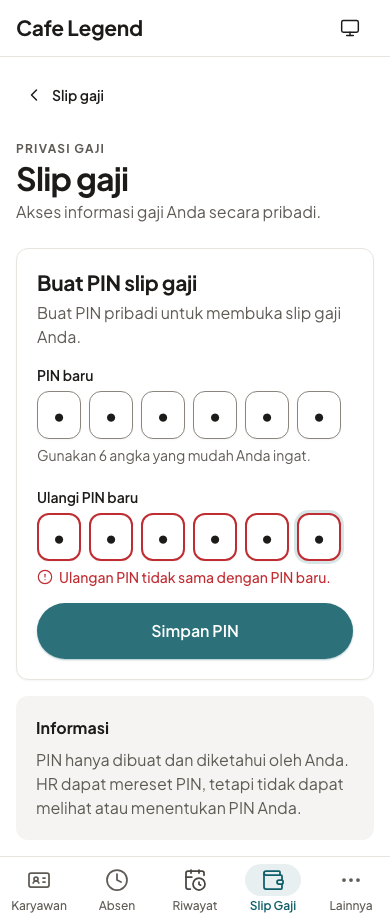 Cafe Legend
Slip gaji
PRIVASI GAJI
Slip gaji
Akses informasi gaji Anda secara pribadi.
Buat PIN slip gaji
Buat PIN pribadi untuk membuka slip gaji
Anda.
PIN baru
Gunakan 6 angka yang mudah Anda ingat.
Ulangi PIN baru
Ulangan PIN tidak sama dengan PIN baru.
Simpan PIN
Informasi
PIN hanya dibuat dan diketahui oleh Anda.
HR dapat mereset PIN, tetapi tidak dapat
melihat atau menentukan PIN Anda.
Karyawan Absen Riwayat Slip Gaji Lainnya